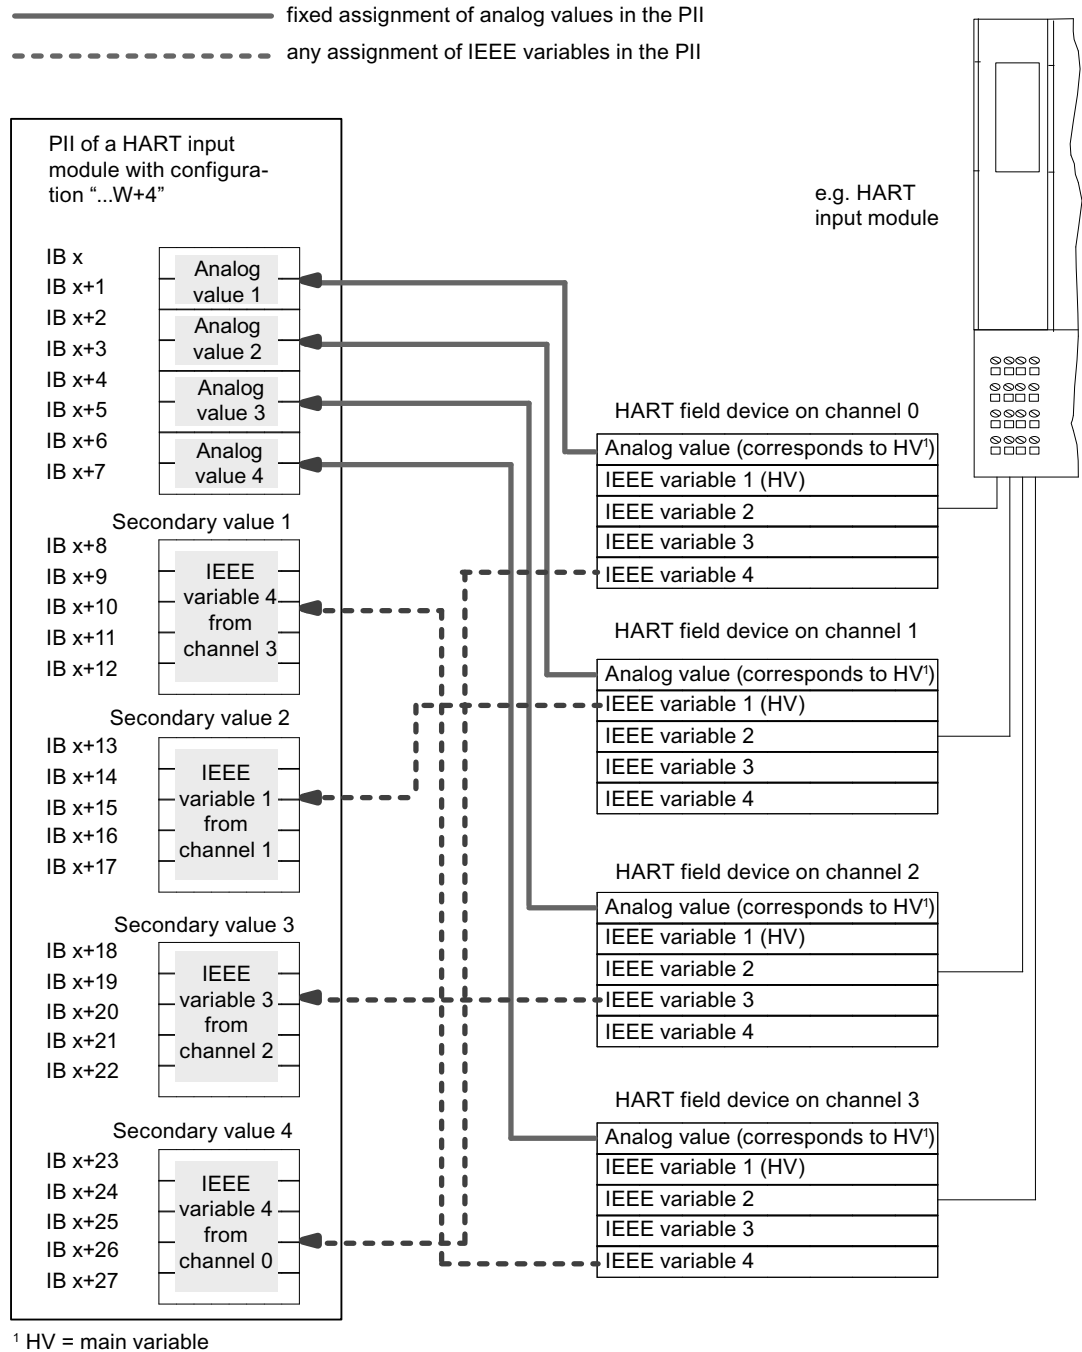 fixed assignment of analog values in the PII
any assignment of IEEE variables in the PII
PII of a HART input
module with configura-
tion “...W+4”
e.g. HART
input module
IB x
IB x+1
IB x+2
IB x+3
IB x+4
IB x+5
IB x+6
IB x+7
Analog
value 1
Analog
value 2
Analog
value 3
Analog
value 4
Secondary value 1
IB x+8
IB x+9
IB x+10
IB x+11
IB x+12
IEEE
variable 4
from
channel 3
Secondary value 2
IB x+13
IB x+14
IB x+15
IB x+16
IB x+17
IEEE
variable 1
from
channel 1
Secondary value 3
IB x+18
IB x+19
IB x+20
IB x+21
IB x+22
IEEE
variable 3
from
channel 2
Secondary value 4
IB x+23
IB x+24
IB x+25
IB x+26
IB x+27
IEEE
variable 4
from
channel 0
HART field device on channel 0
Analog value (corresponds to HV¹)
IEEE variable 1 (HV)
IEEE variable 2
IEEE variable 3
IEEE variable 4
HART field device on channel 1
Analog value (corresponds to HV¹)
IEEE variable 1 (HV)
IEEE variable 2
IEEE variable 3
IEEE variable 4
HART field device on channel 2
Analog value (corresponds to HV¹)
IEEE variable 1 (HV)
IEEE variable 2
IEEE variable 3
IEEE variable 4
HART field device on channel 3
Analog value (corresponds to HV¹)
IEEE variable 1 (HV)
IEEE variable 2
IEEE variable 3
IEEE variable 4
¹ HV = main variable